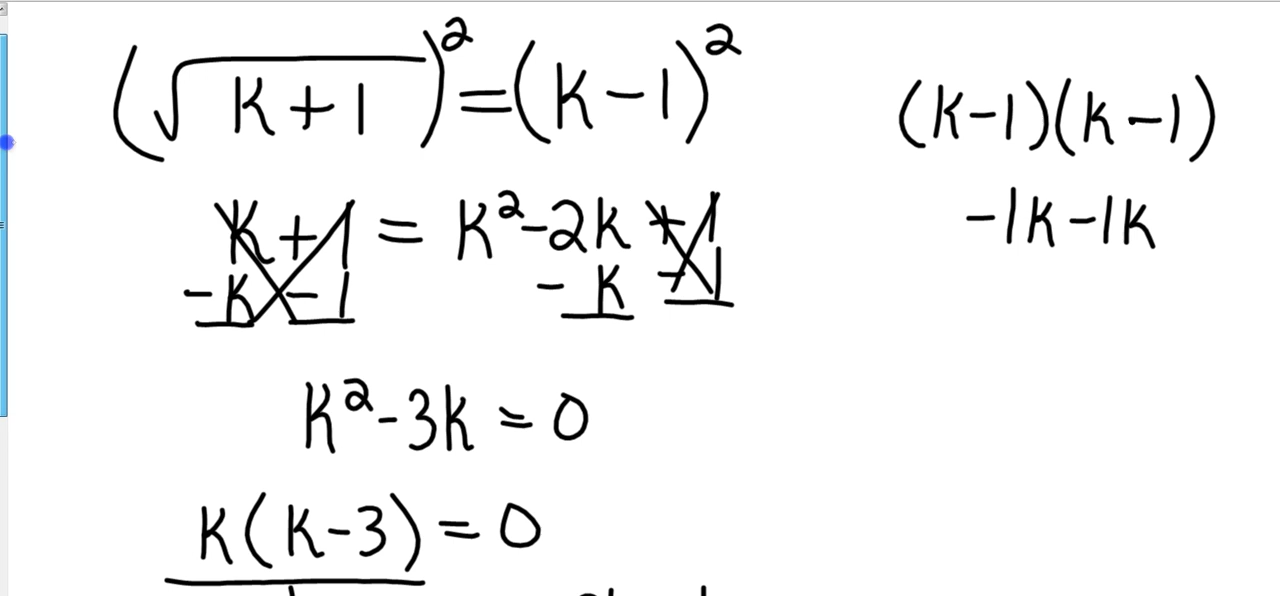 (√K+1)² = (K-1)²
(K-1)(K-1)
-1K-1K
K+1 = K²-2K+1
-K-1 -K-1
K²-3K = 0
K(K-3) = 0